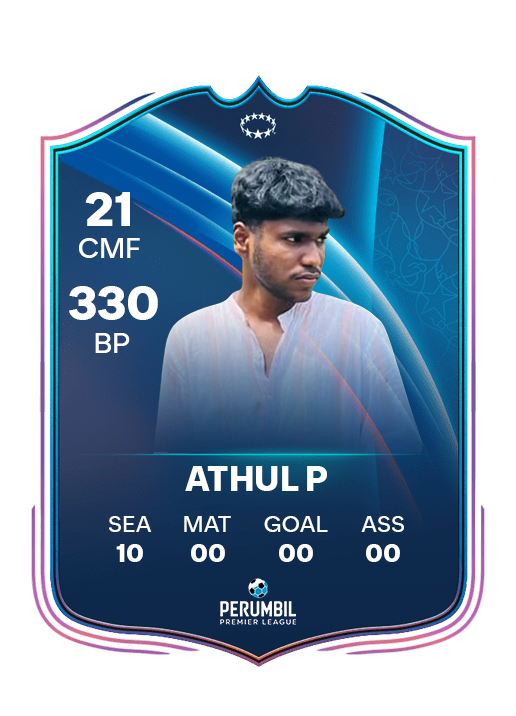 21
CMF
330
BP
ATHUL P
SEA MAT GOAL ASS
10 00 00 00
PERUMBIL
PREMIER LEAGUE